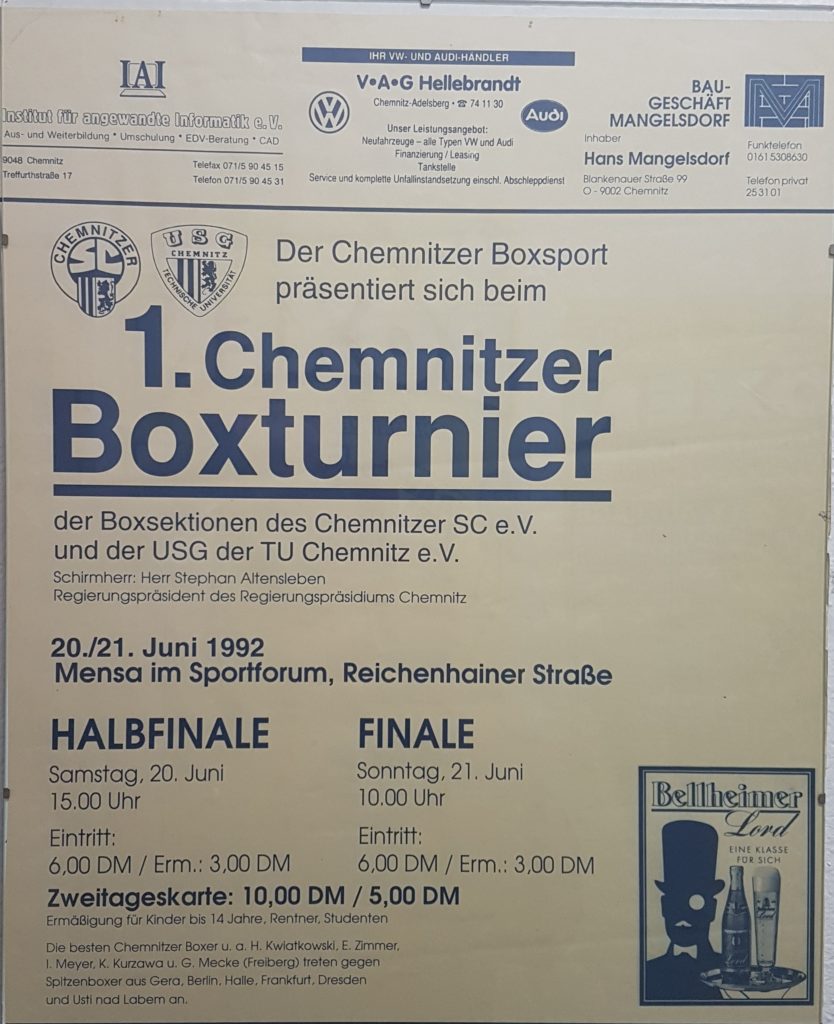 IAI
Institut für angewandte Informatik e. V.
Aus- und Weiterbildung * Umschulung * EDV-Beratung * CAD
9048 Chemnitz
Treffurthstraße 17
Telefax 071/5 90 45 15
Telefon 071/5 90 45 31
IHR VW- UND AUDI-HÄNDLER
V•A•G Hellebrandt
Chemnitz-Adelsberg • ☎ 74 11 30
Audi
Unser Leistungsangebot:
Neufahrzeuge – alle Typen VW und Audi
Finanzierung / Leasing
Tankstelle
Service und komplette Unfallinstandsetzung einschl. Abschleppdienst
BAU-
GESCHÄFT
MANGELSDORF
Inhaber
Hans Mangelsdorf
Blankenauer Straße 99
O - 9002 Chemnitz
Funktelefon
0161 5308630
Telefon privat
25 31 01
CHEMNITZER
SC
USG
CHEMNITZ
TECHNISCHE UNIVERSITÄT
Der Chemnitzer Boxsport
präsentiert sich beim
1. Chemnitzer
Boxturnier
der Boxsektionen des Chemnitzer SC e.V.
und der USG der TU Chemnitz e.V.
Schirmherr: Herr Stephan Altensleben
Regierungspräsident des Regierungspräsidiums Chemnitz
20./21. Juni 1992
Mensa im Sportforum, Reichenhainer Straße
HALBFINALE
Samstag, 20. Juni
15.00 Uhr
Eintritt:
6,00 DM / Erm.: 3,00 DM
FINALE
Sonntag, 21. Juni
10.00 Uhr
Eintritt:
6,00 DM / Erm.: 3,00 DM
Zweitageskarte: 10,00 DM / 5,00 DM
Ermäßigung für Kinder bis 14 Jahre, Rentner, Studenten
Die besten Chemnitzer Boxer u. a. H. Kwiatkowski, E. Zimmer,
I. Meyer, K. Kurzawa u. G. Mecke (Freiberg) treten gegen
Spitzenboxer aus Gera, Berlin, Halle, Frankfurt, Dresden
und Usti nad Labem an.
Bellheimer
Lord
EINE KLASSE
FÜR SICH
Lord
Lord